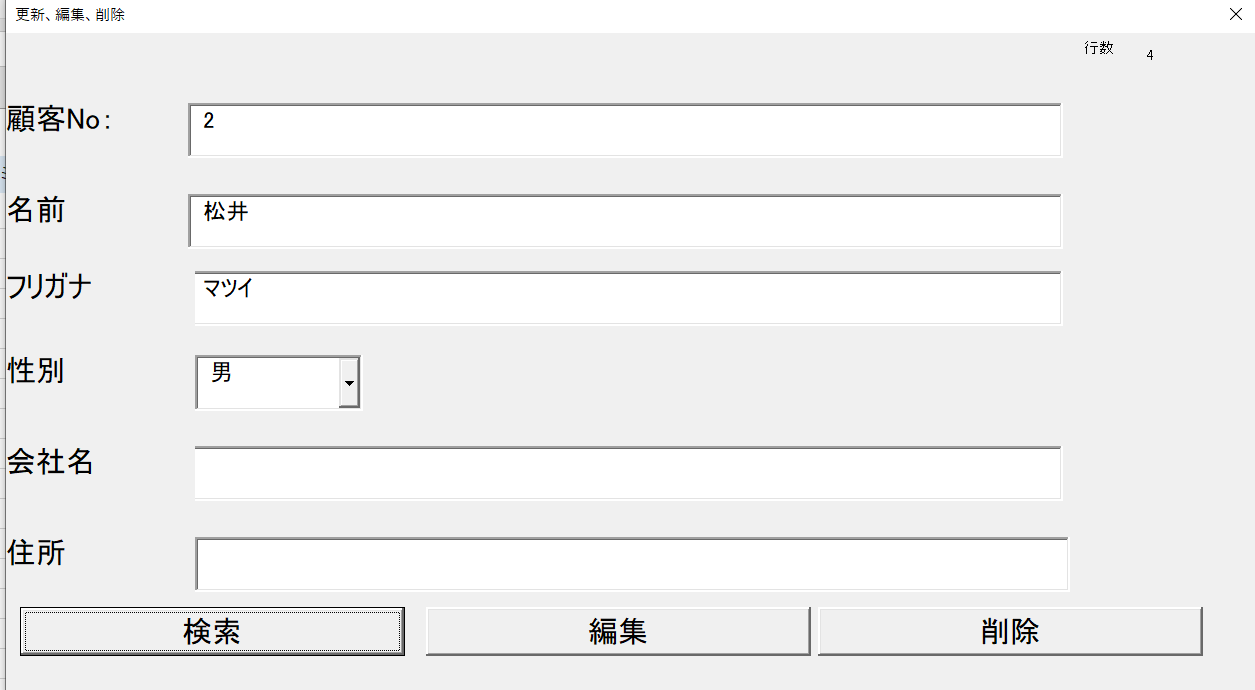 更新、編集、削除
行数 4
顧客No: 2
名前 松井
フリガナ マツイ
性別 男
会社名
住所
検索 編集 削除